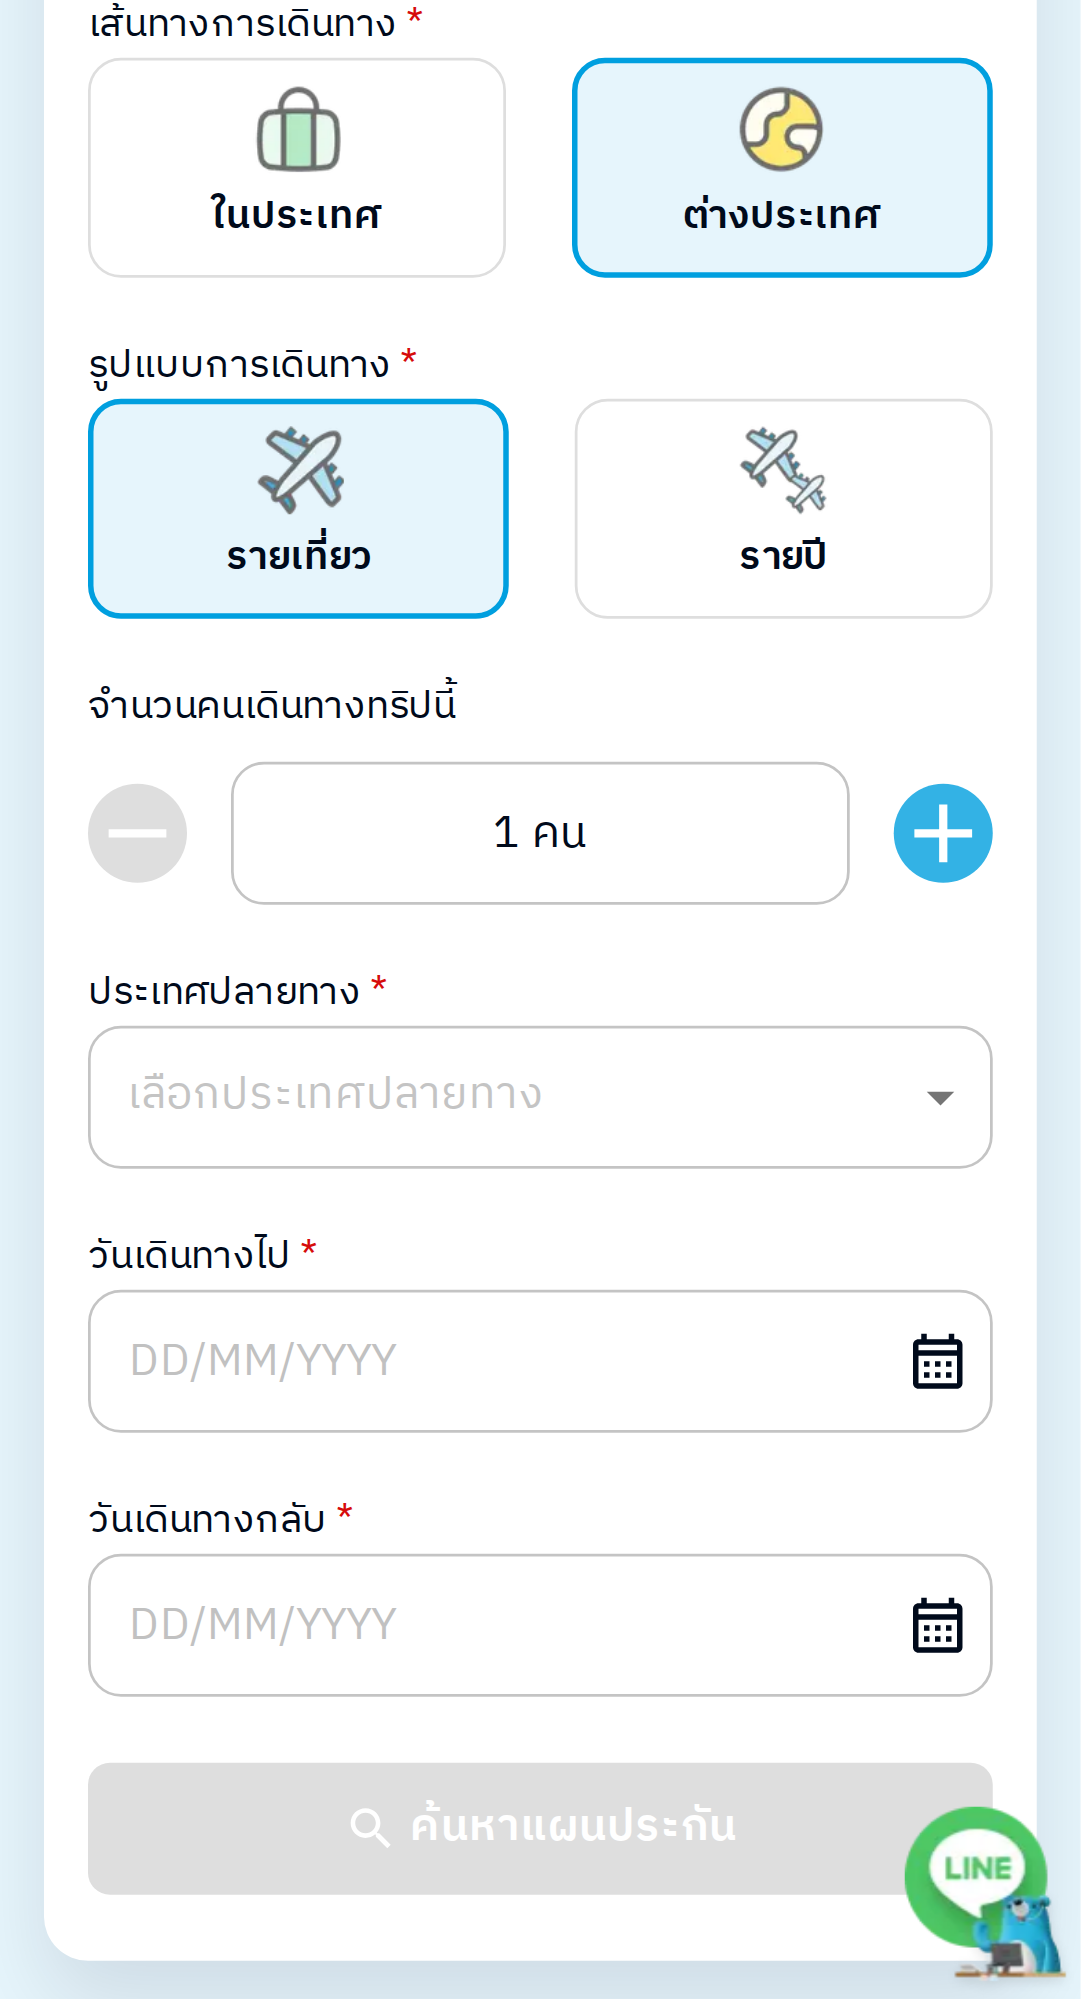 เส้นทางการเดินทาง *
ในประเทศ
ต่างประเทศ
รูปแบบการเดินทาง *
รายเที่ยว
รายปี
จำนวนคนเดินทางทริปนี้
1 คน
ประเทศปลายทาง *
เลือกประเทศปลายทาง
วันเดินทางไป *
DD/MM/YYYY
วันเดินทางกลับ *
DD/MM/YYYY
ค้นหาแผนประกัน
LINE